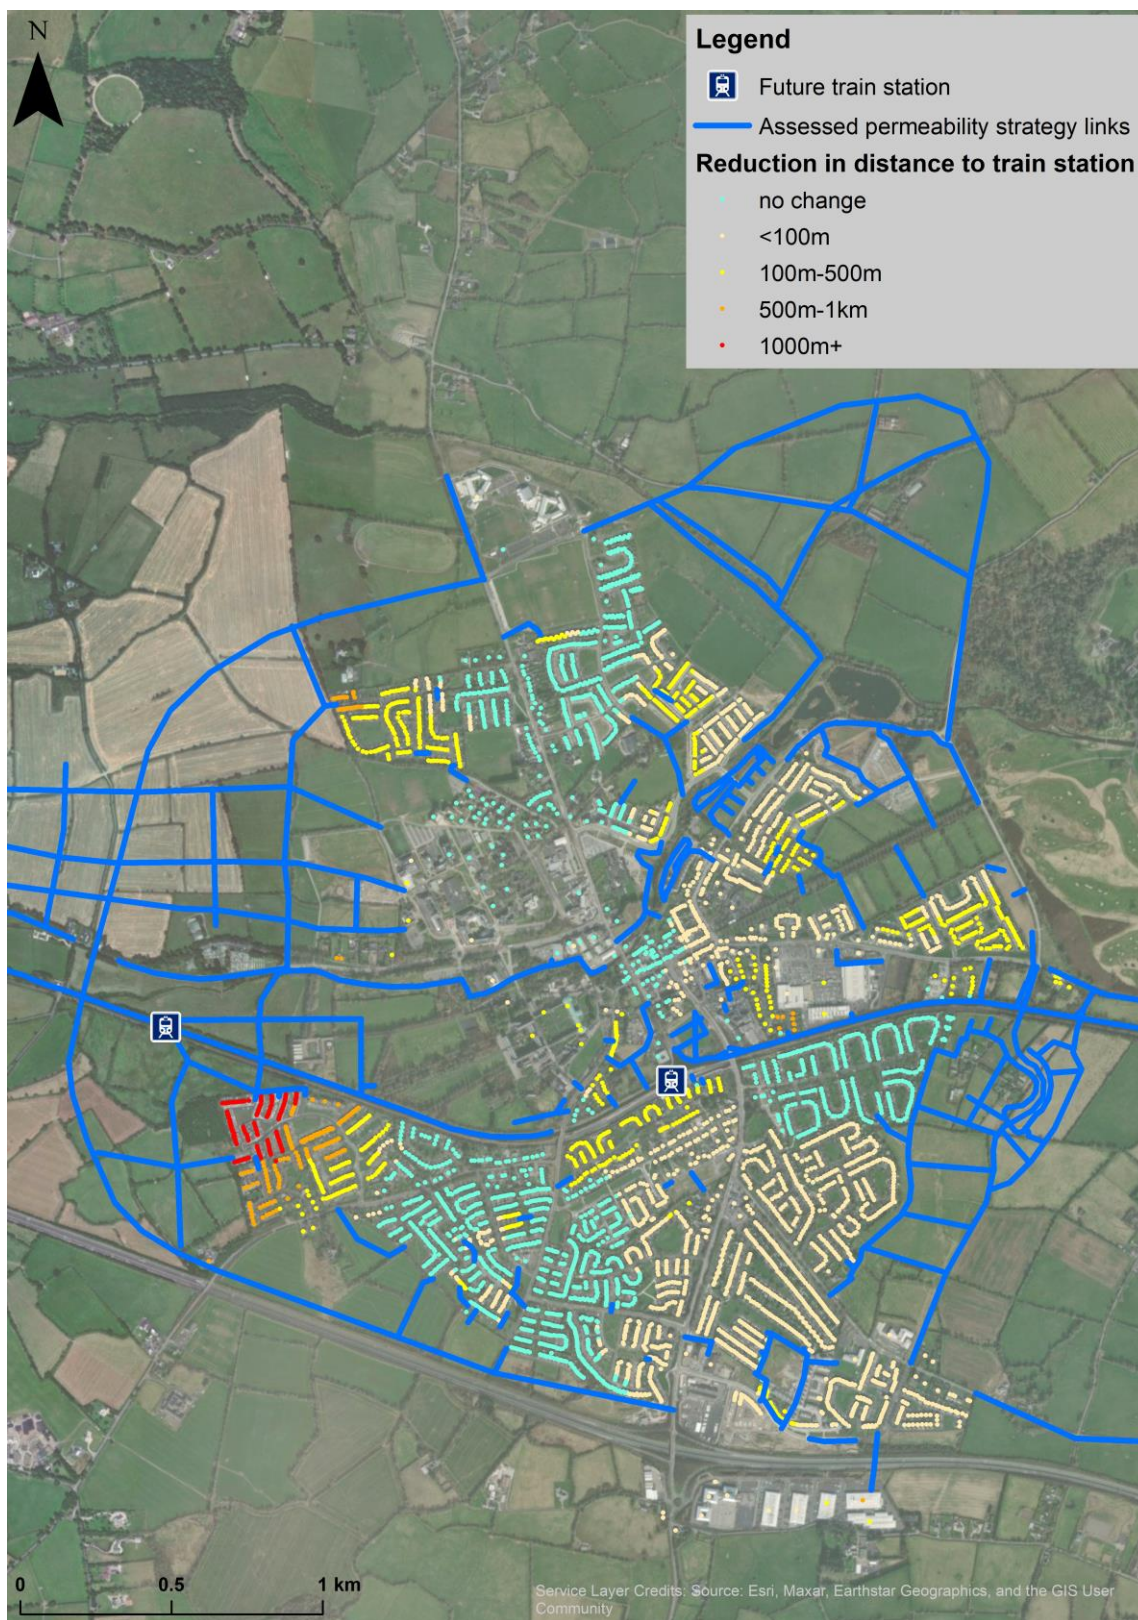 N
Legend
Future train station
Assessed permeability strategy links
Reduction in distance to train station
no change
<100m
100m-500m
500m-1km
1000m+
0 0.5 1 km
Service Layer Credits: Source: Esri, Maxar, Earthstar Geographics, and the GIS User
Community